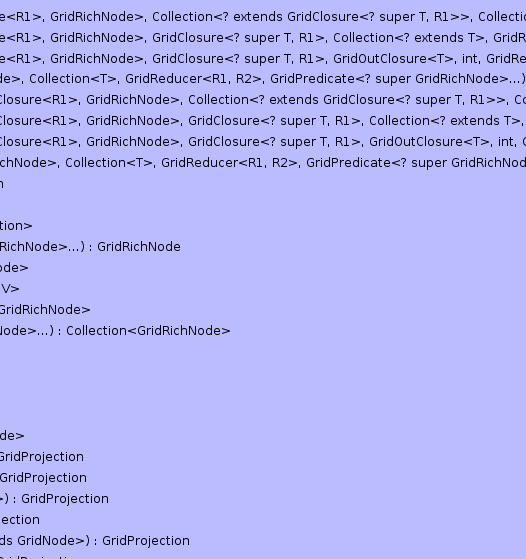 e<R1>, GridRichNode>, Collection<? extends GridClosure<? super T, R1>>, Collectio
e<R1>, GridRichNode>, GridClosure<? super T, R1>, Collection<? extends T>, GridR
e<R1>, GridRichNode>, GridClosure<? super T, R1>, GridOutClosure<T>, int, GridRe
de>, Collection<T>, GridReducer<R1, R2>, GridPredicate<? super GridRichNode>...)
Closure<R1>, GridRichNode>, Collection<? extends GridClosure<? super T, R1>>, Co
Closure<R1>, GridRichNode>, GridClosure<? super T, R1>, Collection<? extends T>,
Closure<R1>, GridRichNode>, GridClosure<? super T, R1>, GridOutClosure<T>, int, G
chNode>, Collection<T>, GridReducer<R1, R2>, GridPredicate<? super GridRichNod
n
tion>
RichNode>...) : GridRichNode
ode>
V>
GridRichNode>
Node>...) : Collection<GridRichNode>
de>
GridProjection
GridProjection
>) : GridProjection
ection
ds GridNode>) : GridProjection
GridProjection